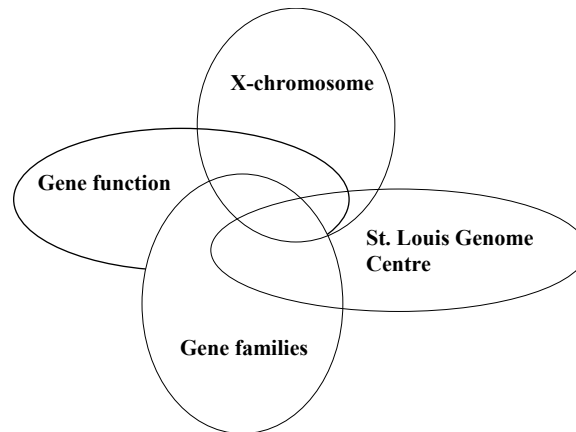 X-chromosome
Gene function
St. Louis Genome
Centre
Gene families